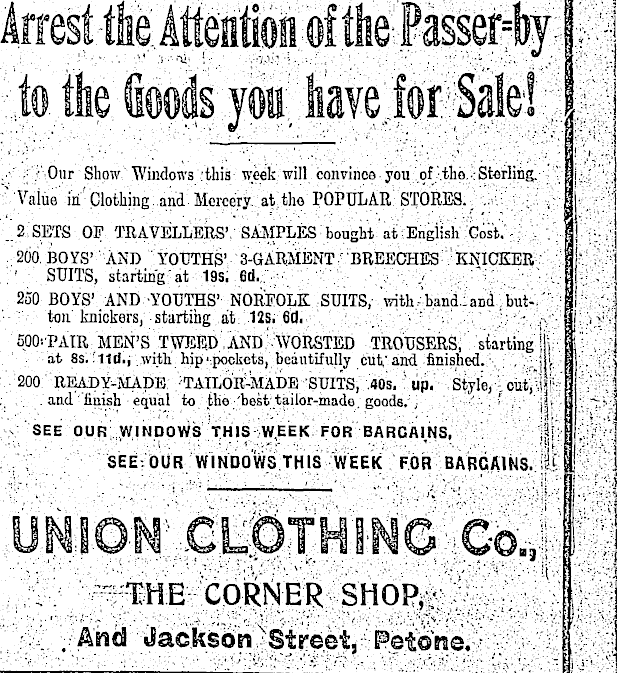 Arrest the Attention of the Passer-by
to the Goods you have for Sale!
Our Show Windows this week will convince you of the Sterling
Value in Clothing and Mercery at the POPULAR STORES.
2 SETS OF TRAVELLERS' SAMPLES bought at English Cost.
200 BOYS' AND YOUTHS' 3-GARMENT BREECHES KNICKER
SUITS, starting at 19s. 6d.
250 BOYS' AND YOUTHS' NORFOLK SUITS, with band and but-
ton knickers, starting at 12s. 6d.
500 PAIR MEN'S TWEED AND WORSTED TROUSERS, starting
at 8s. 11d., with hip pockets, beautifully cut and finished.
200 READY-MADE TAILOR-MADE SUITS, 40s. up. Style, cut,
and finish equal to the best tailor-made goods.
SEE OUR WINDOWS THIS WEEK FOR BARGAINS,
SEE OUR WINDOWS THIS WEEK FOR BARGAINS.
UNION CLOTHING Co.,
THE CORNER SHOP,
And Jackson Street, Petone.